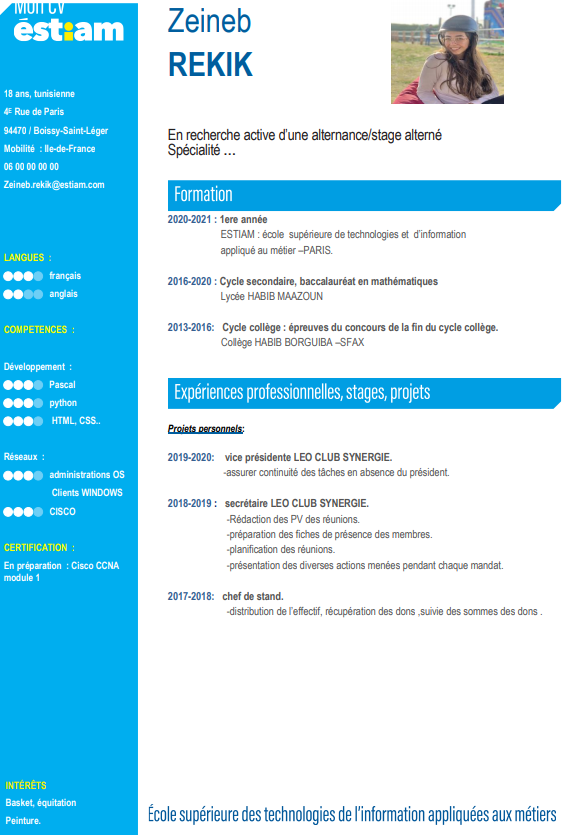 MON CV
éstiam
18 ans, tunisienne
4E Rue de Paris
94470 / Boissy-Saint-Léger
Mobilité : Ile-de-France
06 00 00 00 00
Zeineb.rekik@estiam.com
LANGUES :
français
anglais
COMPETENCES :
Développement :
Pascal
python
HTML, CSS..
Réseaux :
administrations OS
Clients WINDOWS
CISCO
CERTIFICATION :
En préparation : Cisco CCNA
module 1
INTÉRÊTS
Basket, équitation
Peinture.
Zeineb
REKIK
En recherche active d'une alternance/stage alterné
Spécialité …
Formation
2020-2021 : 1ere année
ESTIAM : école supérieure de technologies et d'information
appliqué au métier –PARIS.
2016-2020 : Cycle secondaire, baccalauréat en mathématiques
Lycée HABIB MAAZOUN
2013-2016: Cycle collège : épreuves du concours de la fin du cycle collège.
Collège HABIB BORGUIBA –SFAX
Expériences professionnelles, stages, projets
Projets personnels:
2019-2020: vice présidente LEO CLUB SYNERGIE.
-assurer continuité des tâches en absence du président.
2018-2019 : secrétaire LEO CLUB SYNERGIE.
-Rédaction des PV des réunions.
-préparation des fiches de présence des membres.
-planification des réunions.
-présentation des diverses actions menées pendant chaque mandat.
2017-2018: chef de stand.
-distribution de l'effectif, récupération des dons ,suivie des sommes des dons .
École supérieure des technologies de l'information appliquées aux métiers